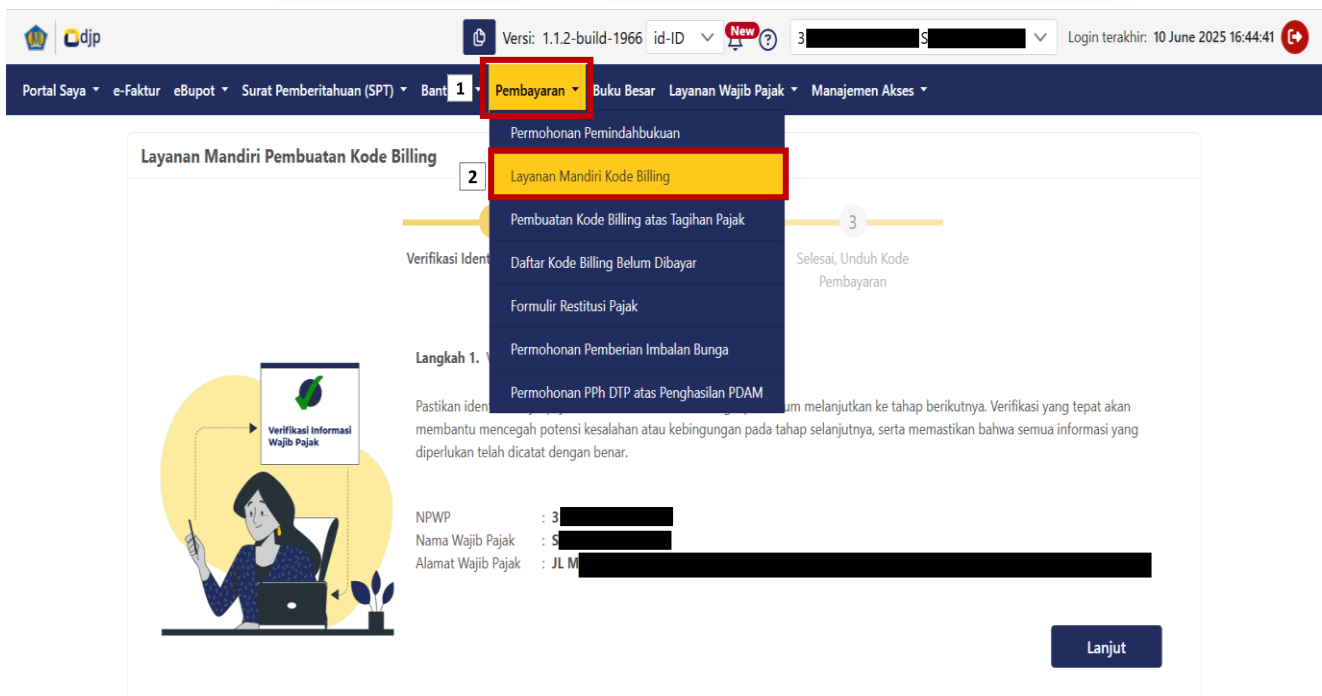 djp
Versi: 1.1.2-build-1966 id-ID New ? 3 S Login terakhir: 10 June 2025 16:44:41
Portal Saya e-Faktur eBupot Surat Pemberitahuan (SPT) Bant 1 Pembayaran Buku Besar Layanan Wajib Pajak Manajemen Akses
Permohonan Pemindahbukuan
Layanan Mandiri Pembuatan Kode Billing
2 Layanan Mandiri Kode Billing
Pembuatan Kode Billing atas Tagihan Pajak
3
Verifikasi Ident
Daftar Kode Billing Belum Dibayar
Selesai, Unduh Kode
Pembayaran
Formulir Restitusi Pajak
Langkah 1.
Permohonan Pemberian Imbalan Bunga
Permohonan PPh DTP atas Penghasilan PDAM
Pastikan iden um melanjutkan ke tahap berikutnya. Verifikasi yang tepat akan
membantu mencegah potensi kesalahan atau kebingungan pada tahap selanjutnya, serta memastikan bahwa semua informasi yang
diperlukan telah dicatat dengan benar.
Verifikasi Informasi
Wajib Pajak
NPWP : 3
Nama Wajib Pajak : S
Alamat Wajib Pajak : JL M
Lanjut